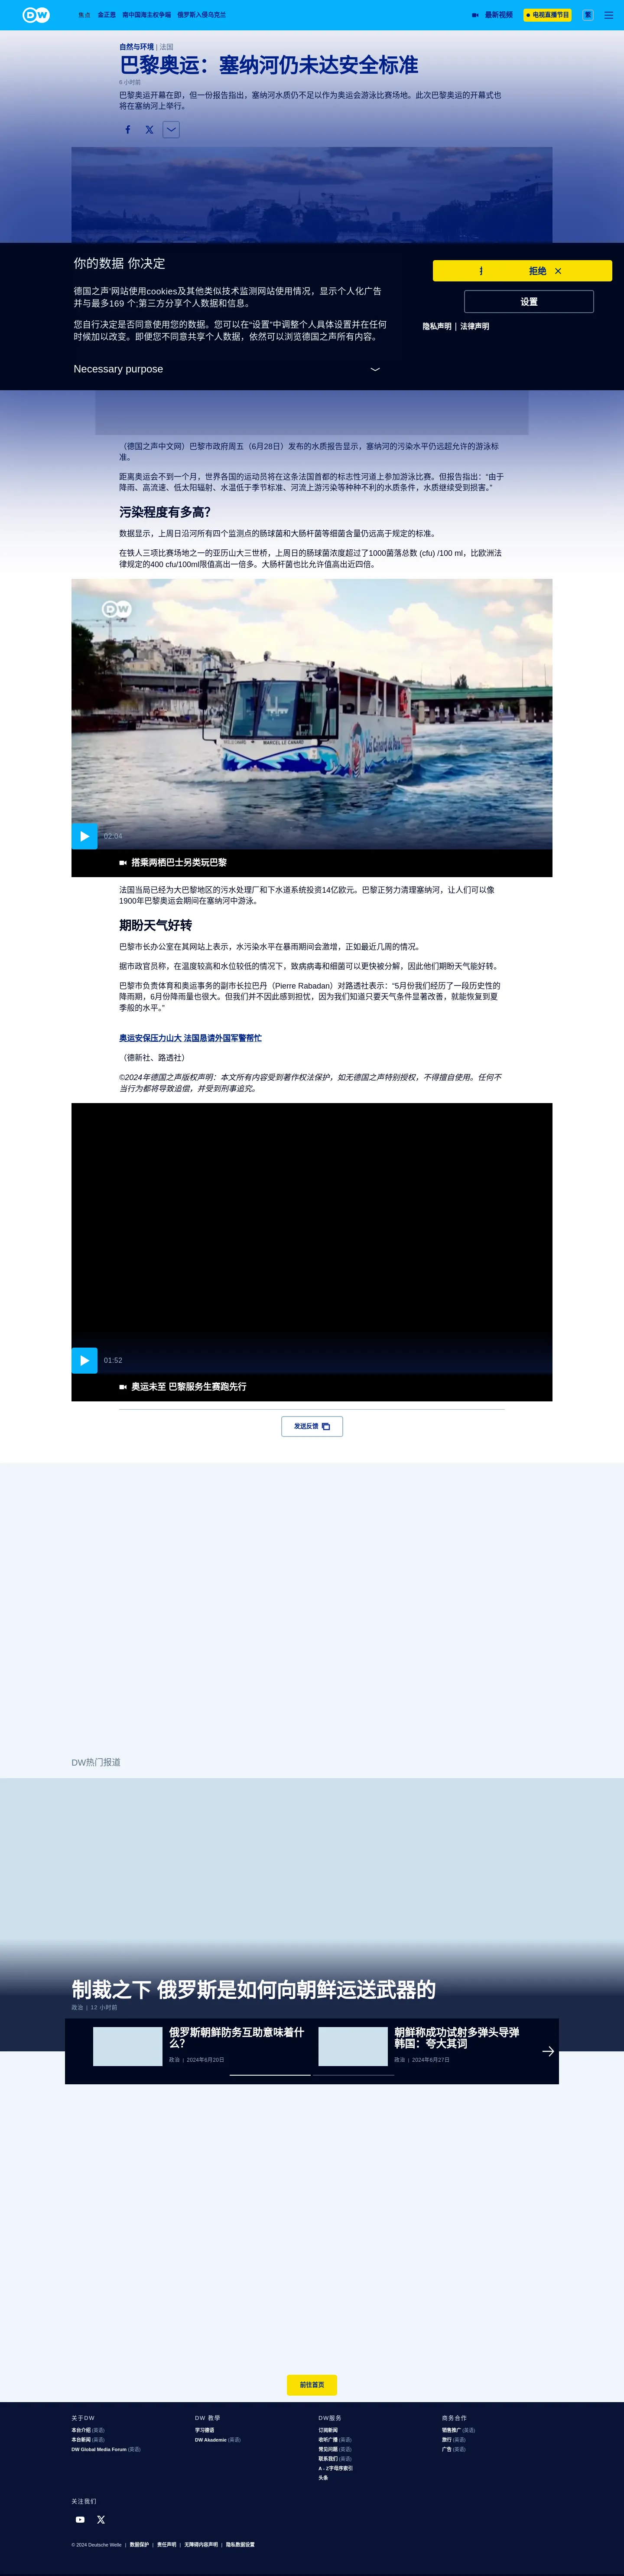 DW 焦点 金正恩 南中国海主权争端 俄罗斯入侵乌克兰 最新视频 电视直播节目 繁
自然与环境 | 法国
巴黎奥运：塞纳河仍未达安全标准
6 小时前
巴黎奥运开幕在即，但一份报告指出，塞纳河水质仍不足以作为奥运会游泳比赛场地。此次巴黎奥运的开幕式也
将在塞纳河上举行。
你的数据 你决定
德国之声'网站使用cookies及其他类似技术监测网站使用情况，显示个人化广告
并与最多169 个;第三方分享个人数据和信息。
您自行决定是否同意使用您的数据。您可以在"设置"中调整个人具体设置并在任何
时候加以改变。即便您不同意共享个人数据，依然可以浏览德国之声所有内容。
Necessary purpose
拒绝
设置
隐私声明 | 法律声明
（德国之声中文网）巴黎市政府周五（6月28日）发布的水质报告显示，塞纳河的污染水平仍远超允许的游泳标
准。
距离奥运会不到一个月，世界各国的运动员将在这条法国首都的标志性河道上参加游泳比赛。但报告指出："由于
降雨、高流速、低太阳辐射、水温低于季节标准、河流上游污染等种种不利的水质条件，水质继续受到损害。"
污染程度有多高？
数据显示，上周日沿河所有四个监测点的肠球菌和大肠杆菌等细菌含量仍远高于规定的标准。
在铁人三项比赛场地之一的亚历山大三世桥，上周日的肠球菌浓度超过了1000菌落总数 (cfu) /100 ml，比欧洲法
律规定的400 cfu/100ml限值高出一倍多。大肠杆菌也比允许值高出近四倍。
DW
MARCEL LE CANARD
02:04
搭乘两栖巴士另类玩巴黎
法国当局已经为大巴黎地区的污水处理厂和下水道系统投资14亿欧元。巴黎正努力清理塞纳河，让人们可以像
1900年巴黎奥运会期间在塞纳河中游泳。
期盼天气好转
巴黎市长办公室在其网站上表示，水污染水平在暴雨期间会激增，正如最近几周的情况。
据市政官员称，在温度较高和水位较低的情况下，致病病毒和细菌可以更快被分解，因此他们期盼天气能好转。
巴黎市负责体育和奥运事务的副市长拉巴丹（Pierre Rabadan）对路透社表示："5月份我们经历了一段历史性的
降雨期，6月份降雨量也很大。但我们并不因此感到担忧，因为我们知道只要天气条件显著改善，就能恢复到夏
季般的水平。"
奥运安保压力山大 法国恳请外国军警帮忙
（德新社、路透社）
©2024年德国之声版权声明：本文所有内容受到著作权法保护，如无德国之声特别授权，不得擅自使用。任何不
当行为都将导致追偿，并受到刑事追究。
01:52
奥运未至 巴黎服务生赛跑先行
发送反馈
DW热门报道
制裁之下 俄罗斯是如何向朝鲜运送武器的
政治 | 12 小时前
俄罗斯朝鲜防务互助意味着什
么？
政治 | 2024年6月20日
朝鲜称成功试射多弹头导弹
韩国：夸大其词
政治 | 2024年6月27日
前往首页
关于DW
本台介绍 (英语)
本台新闻 (英语)
DW Global Media Forum (英语)
DW 教學
学习德语
DW Akademie (英语)
DW服务
订阅新闻
收听广播 (英语)
常见问题 (英语)
联系我们 (英语)
A - Z字母序索引
头条
商务合作
销售推广 (英语)
旅行 (英语)
广告 (英语)
关注我们
© 2024 Deutsche Welle | 数据保护 | 责任声明 | 无障碍内容声明 | 隐私数据设置